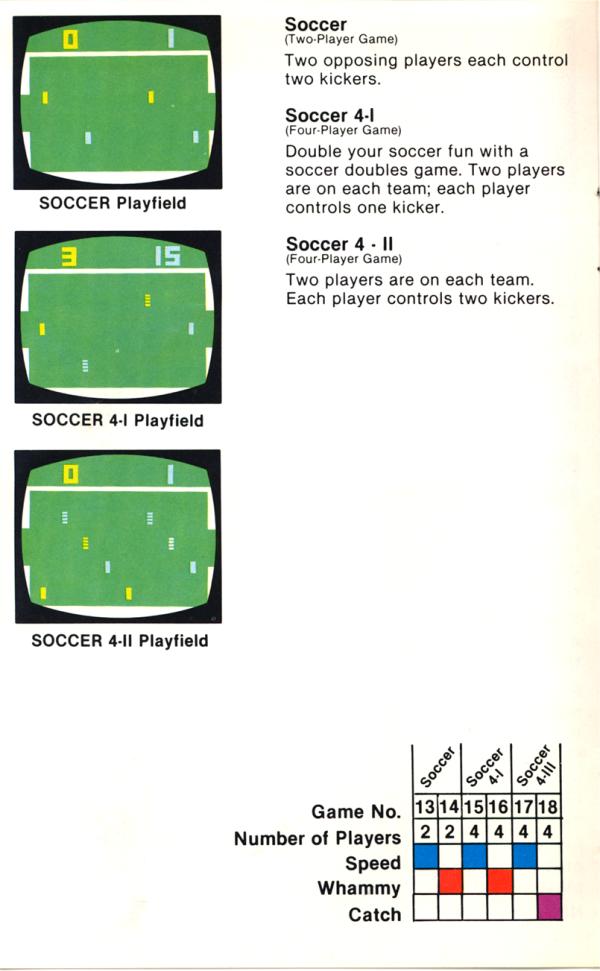 0 1
SOCCER Playfield
3 15
SOCCER 4-I Playfield
0 1
SOCCER 4-II Playfield
Soccer
(Two-Player Game)
Two opposing players each control
two kickers.
Soccer 4-I
(Four-Player Game)
Double your soccer fun with a
soccer doubles game. Two players
are on each team; each player
controls one kicker.
Soccer 4 - II
(Four-Player Game)
Two players are on each team.
Each player controls two kickers.
Soccer Soccer 4-I Soccer 4-III
Game No. 13 14 15 16 17 18
Number of Players 2 2 4 4 4 4
Speed
Whammy
Catch